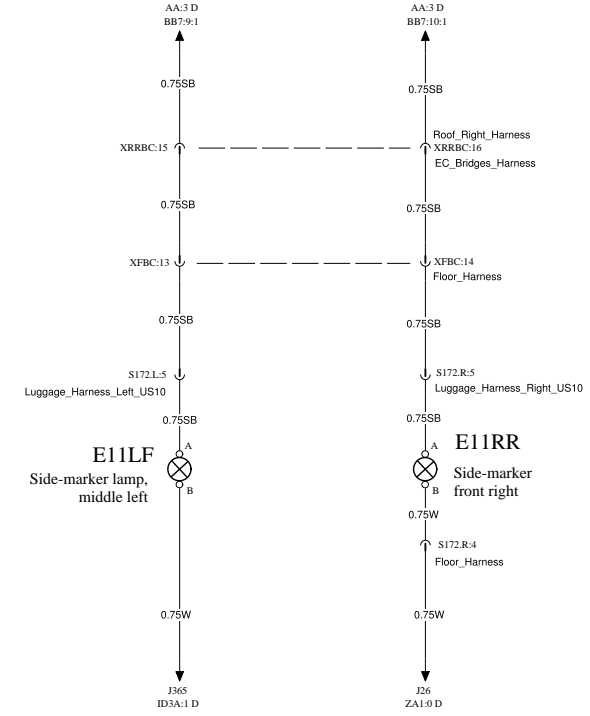 AA:3 D
BB7:9:1
AA:3 D
BB7:10:1
0.75SB
0.75SB
Roof_Right_Harness
XRRBC:15
XRRBC:16
EC_Bridges_Harness
0.75SB
0.75SB
XFBC:13
XFBC:14
Floor_Harness
0.75SB
0.75SB
S172.L:5
S172.R:5
Luggage_Harness_Left_US10
Luggage_Harness_Right_US10
0.75SB
0.75SB
A
A
E11LF
E11RR
Side-marker lamp,
middle left
Side-marker
front right
B
B
0.75W
S172.R:4
Floor_Harness
0.75W
0.75W
J365
ID3A:1 D
J26
ZA1:0 D